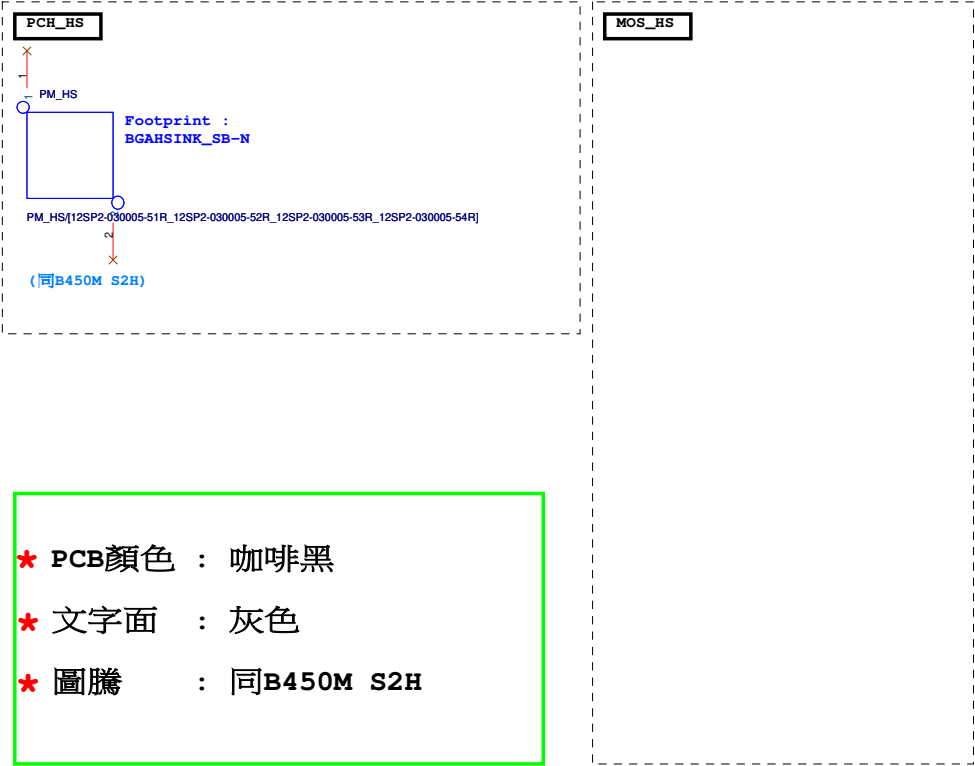 PCH_HS
1
1 PM_HS
Footprint :
BGAHSINK_SB-N
PM_HS/[12SP2-030005-51R_12SP2-030005-52R_12SP2-030005-53R_12SP2-030005-54R]
2
(同B450M S2H)
MOS_HS
* PCB顏色 : 咖啡黑
* 文字面 : 灰色
* 圖騰 : 同B450M S2H